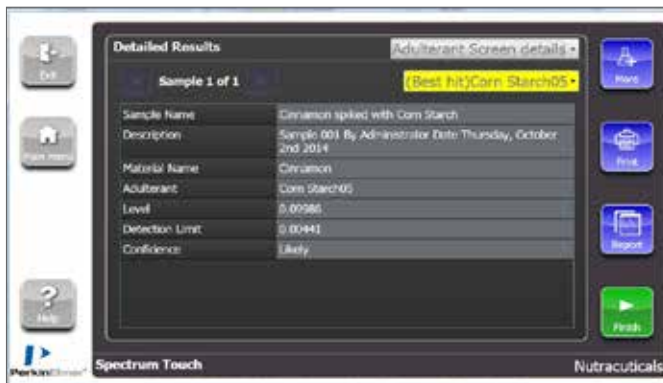 Exit
Main menu
Help
PerkinElmer
Detailed Results
Adulterant Screen details
Sample 1 of 1
(Best hit)Corn Starch05
Sample Name Cinnamon spiked with Corn Starch
Description Sample 001 By Administrator Date Thursday, October
2nd 2014
Material Name Cinnamon
Adulterant Corn Starch05
Level 0.09986
Detection Limit 0.00441
Confidence Likely
More
Print
Report
Finish
Spectrum Touch
Nutraceuticals